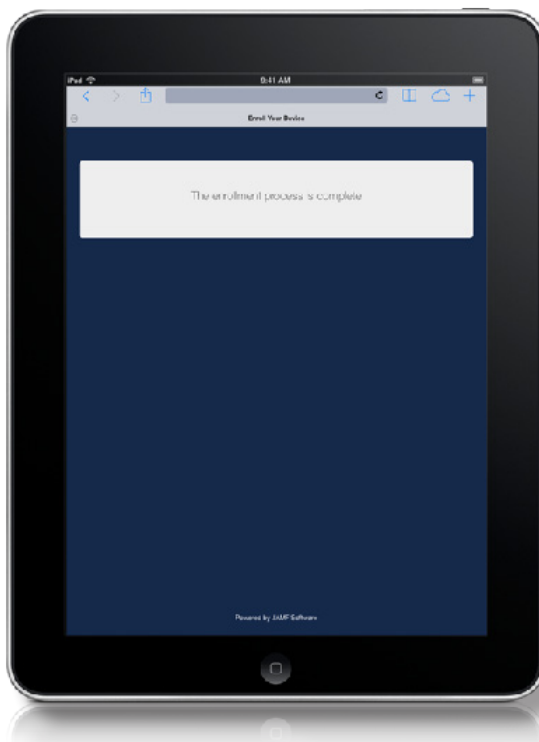 iPad 9:41 AM
Enroll Your Device
The enrollment process is complete
Powered by JAMF Software